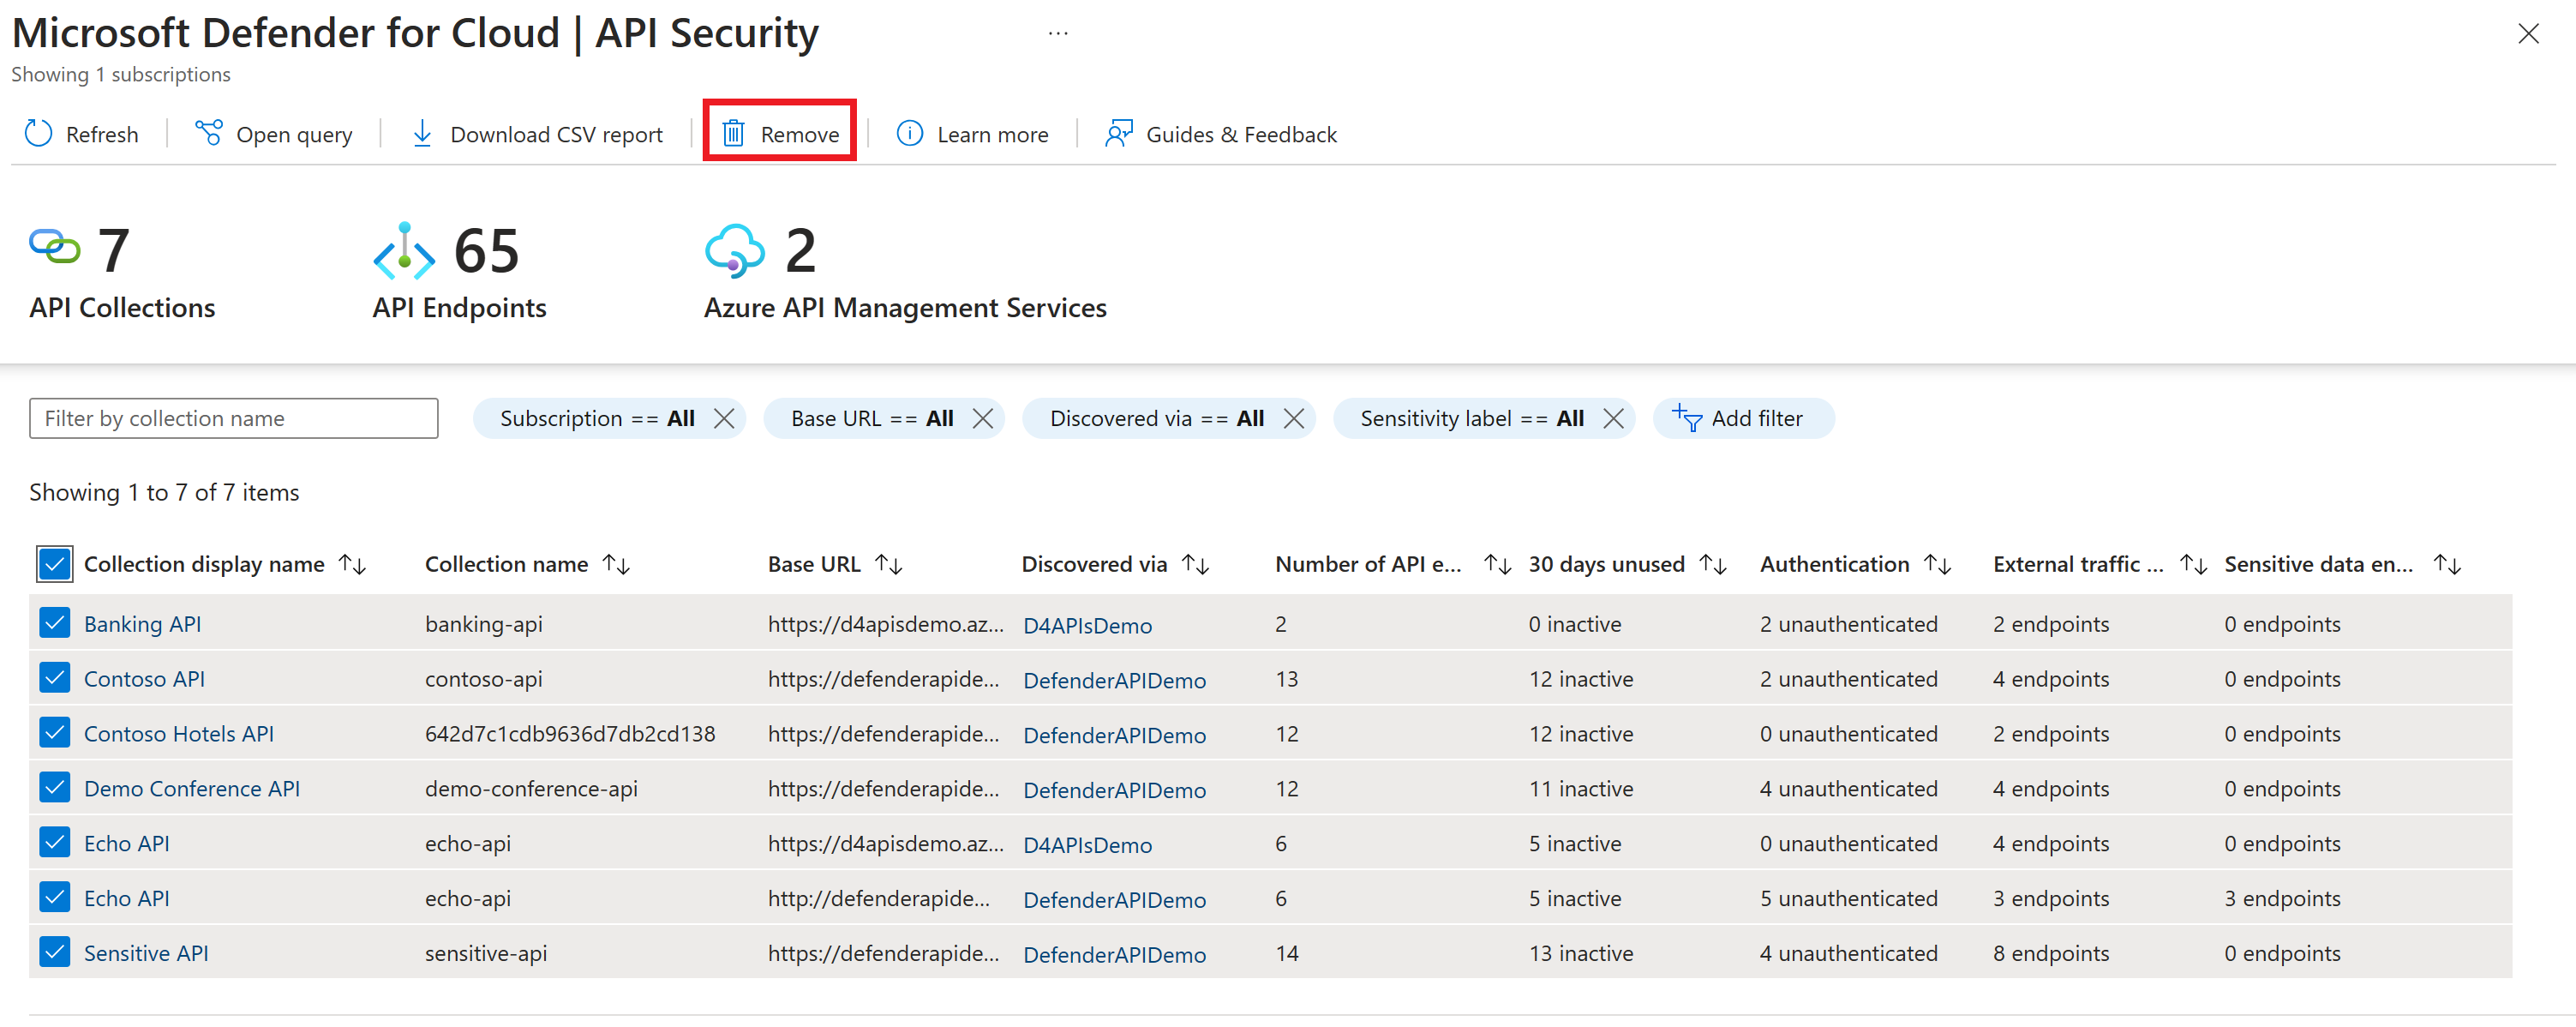 Microsoft Defender for Cloud | API Security ...
Showing 1 subscriptions
Refresh Open query Download CSV report Remove Learn more Guides & Feedback
7 65 2
API Collections API Endpoints Azure API Management Services
Filter by collection name Subscription == All Base URL == All Discovered via == All Sensitivity label == All Add filter
Showing 1 to 7 of 7 items
Collection display name Collection name Base URL Discovered via Number of API e... 30 days unused Authentication External traffic ... Sensitive data en...
Banking API banking-api https://d4apisdemo.az... D4APIsDemo 2 0 inactive 2 unauthenticated 2 endpoints 0 endpoints
Contoso API contoso-api https://defenderapide... DefenderAPIDemo 13 12 inactive 2 unauthenticated 4 endpoints 0 endpoints
Contoso Hotels API 642d7c1cdb9636d7db2cd138 https://defenderapide... DefenderAPIDemo 12 12 inactive 0 unauthenticated 2 endpoints 0 endpoints
Demo Conference API demo-conference-api https://defenderapide... DefenderAPIDemo 12 11 inactive 4 unauthenticated 4 endpoints 0 endpoints
Echo API echo-api https://d4apisdemo.az... D4APIsDemo 6 5 inactive 0 unauthenticated 4 endpoints 0 endpoints
Echo API echo-api http://defenderapide... DefenderAPIDemo 6 5 inactive 5 unauthenticated 3 endpoints 3 endpoints
Sensitive API sensitive-api https://defenderapide... DefenderAPIDemo 14 13 inactive 4 unauthenticated 8 endpoints 0 endpoints